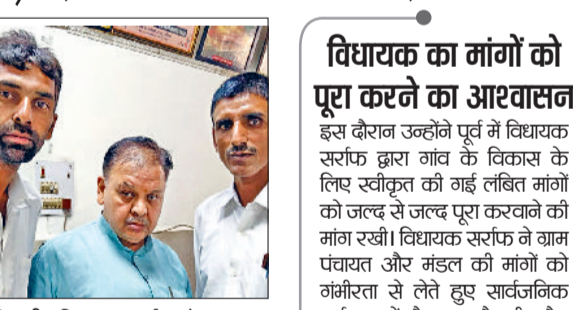 विधायक का मांगों को
पूरा करने का आश्वासन
इस दौरान उन्होंने पूर्व में विधायक
सर्राफ द्वारा गांव के विकास के
लिए स्वीकृत की गई लंबित मांगों
को जल्द से जल्द पूरा करवाने की
मांग रखी। विधायक सर्राफ ने ग्राम
पंचायत और मंडल की मांगों को
गंभीरता से लेते हुए सार्वजनिक